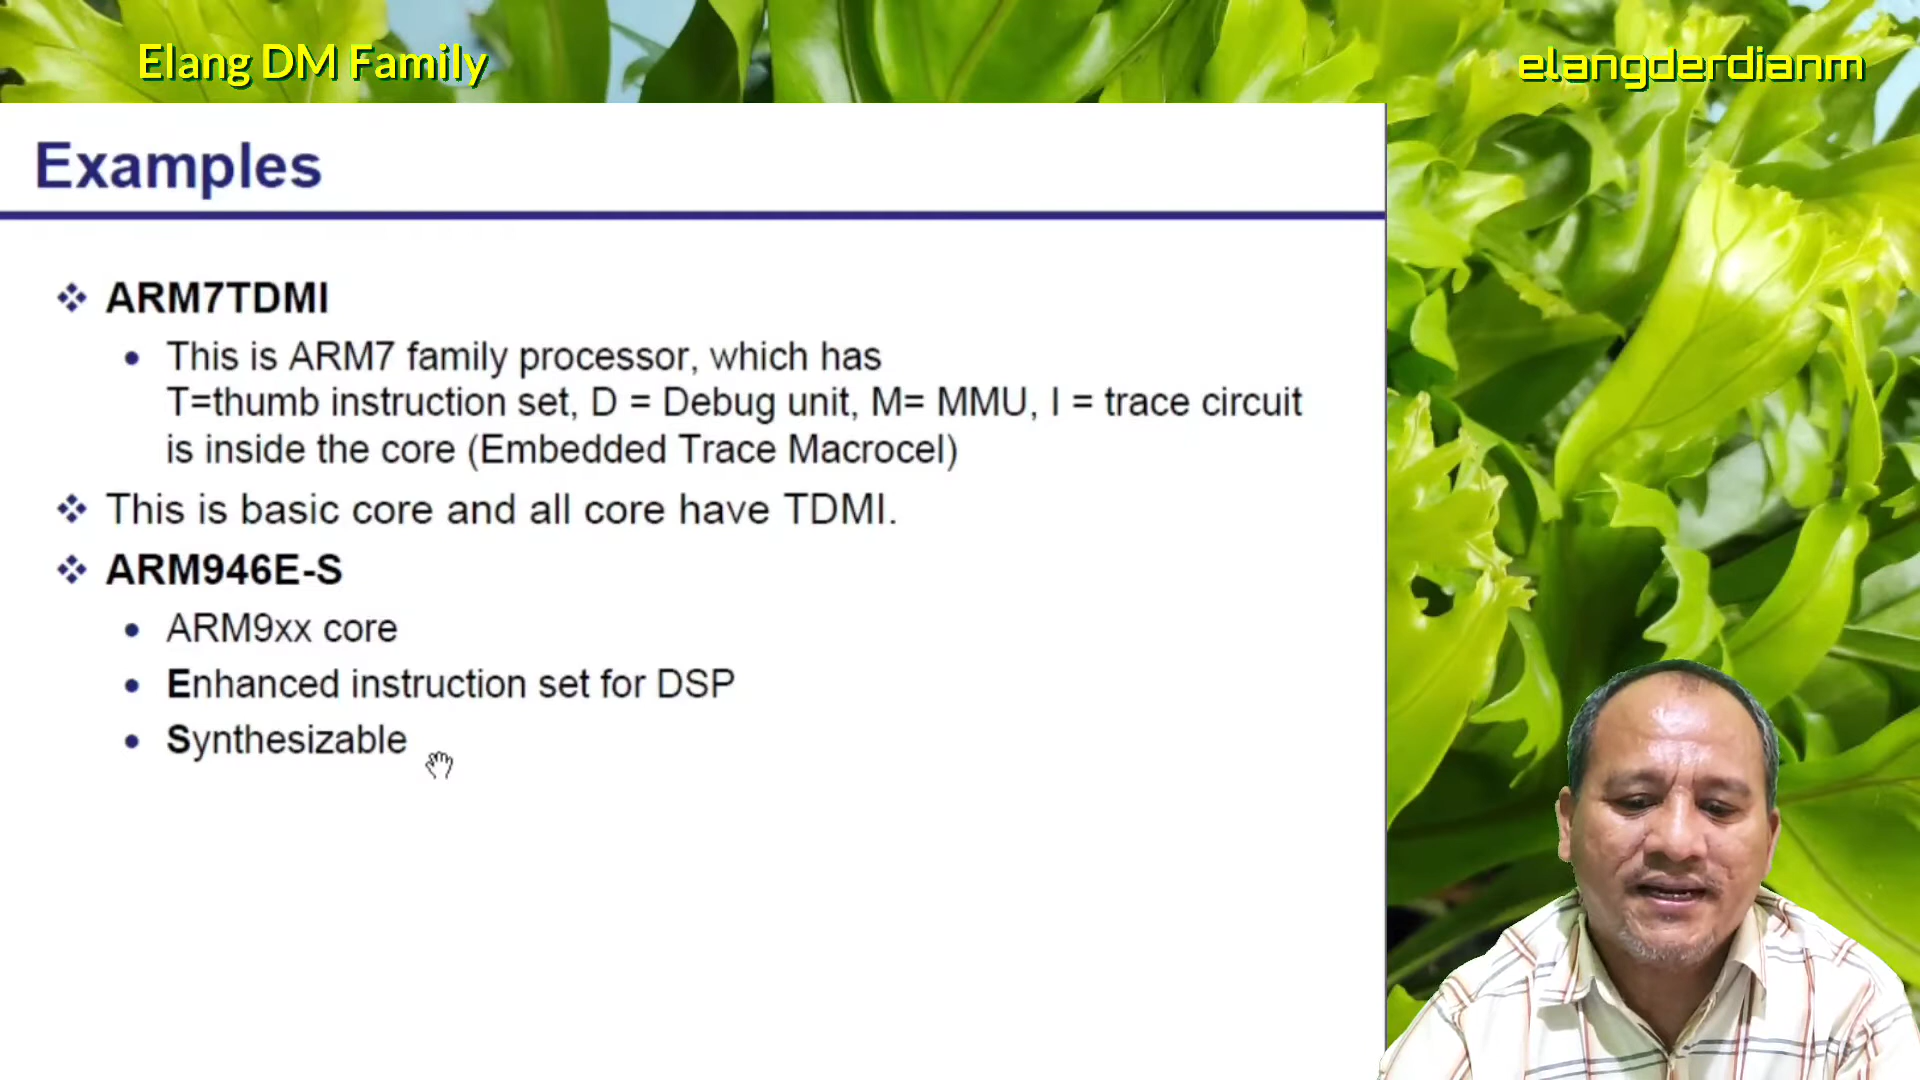 Elang DM Family
elangderdianm
Examples
ARM7TDMI
This is ARM7 family processor, which has
T=thumb instruction set, D = Debug unit, M= MMU, I = trace circuit
is inside the core (Embedded Trace Macrocel)
This is basic core and all core have TDMI.
ARM946E-S
ARM9xx core
Enhanced instruction set for DSP
Synthesizable